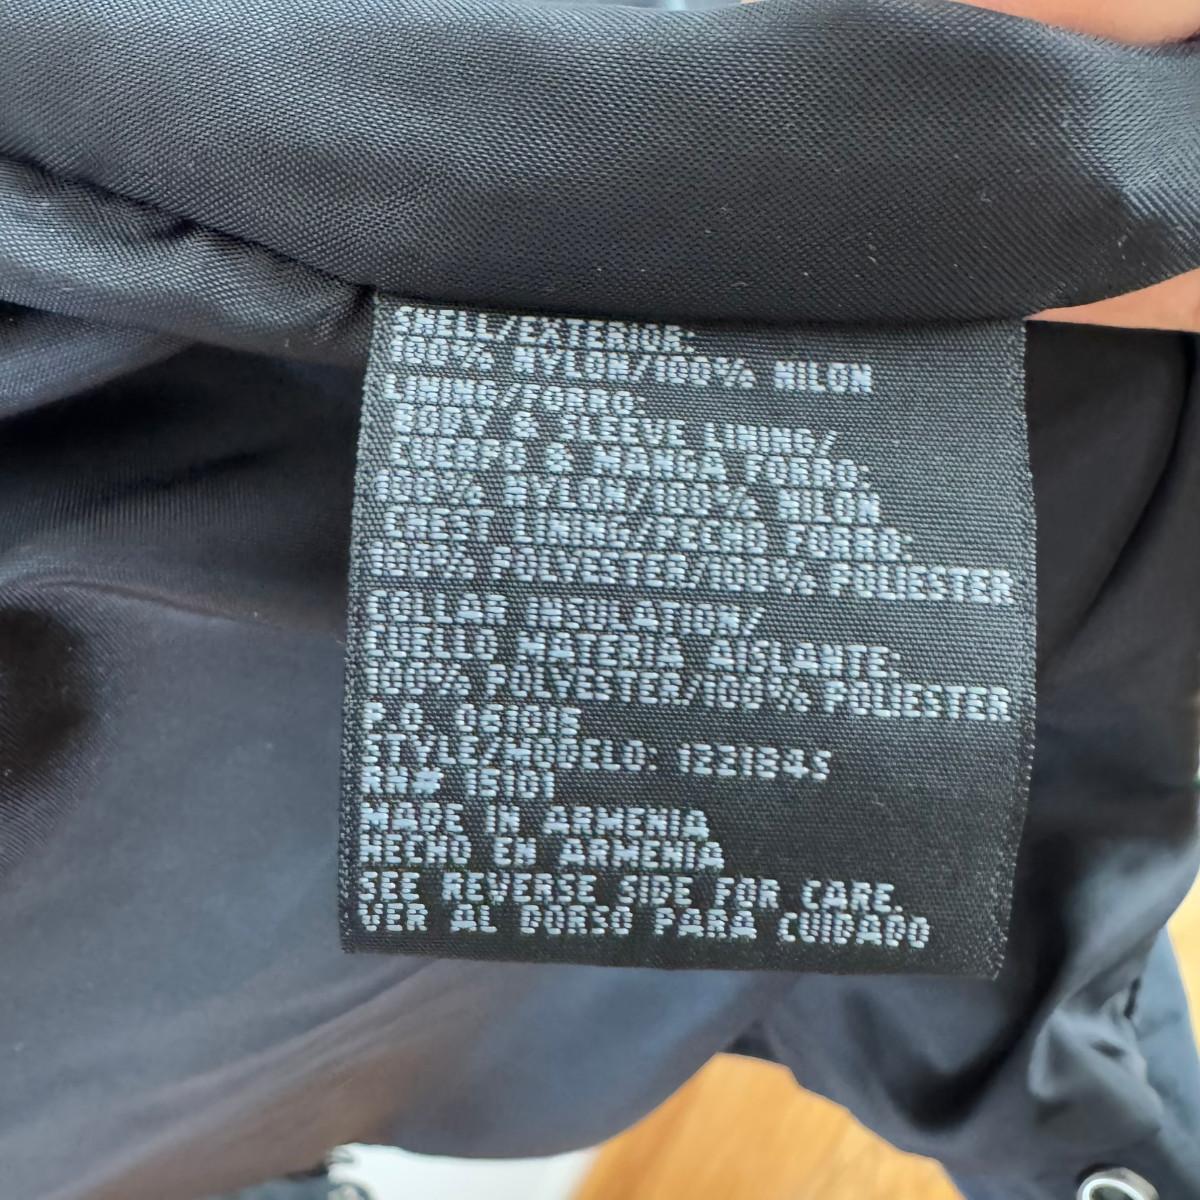 SHELL/EXTERIOR:
100% NYLON/100% NILON
LINING/FORRO:
BODY & SLEEVE LINING/
CUERPO & MANGA FORRO:
100% NYLON/100% NILON
CHEST LINING/PECHO FORRO:
100% POLYESTER/100% POLIESTER
COLLAR INSULATION/
CUELLO MATERIA AISLANTE:
100% POLYESTER/100% POLIESTER
P.O.
STYLE/MODELO: 1221845
RN# 15101
MADE IN ARMENIA
HECHO EN ARMENIA
SEE REVERSE SIDE FOR CARE.
VER AL DORSO PARA CUIDADO